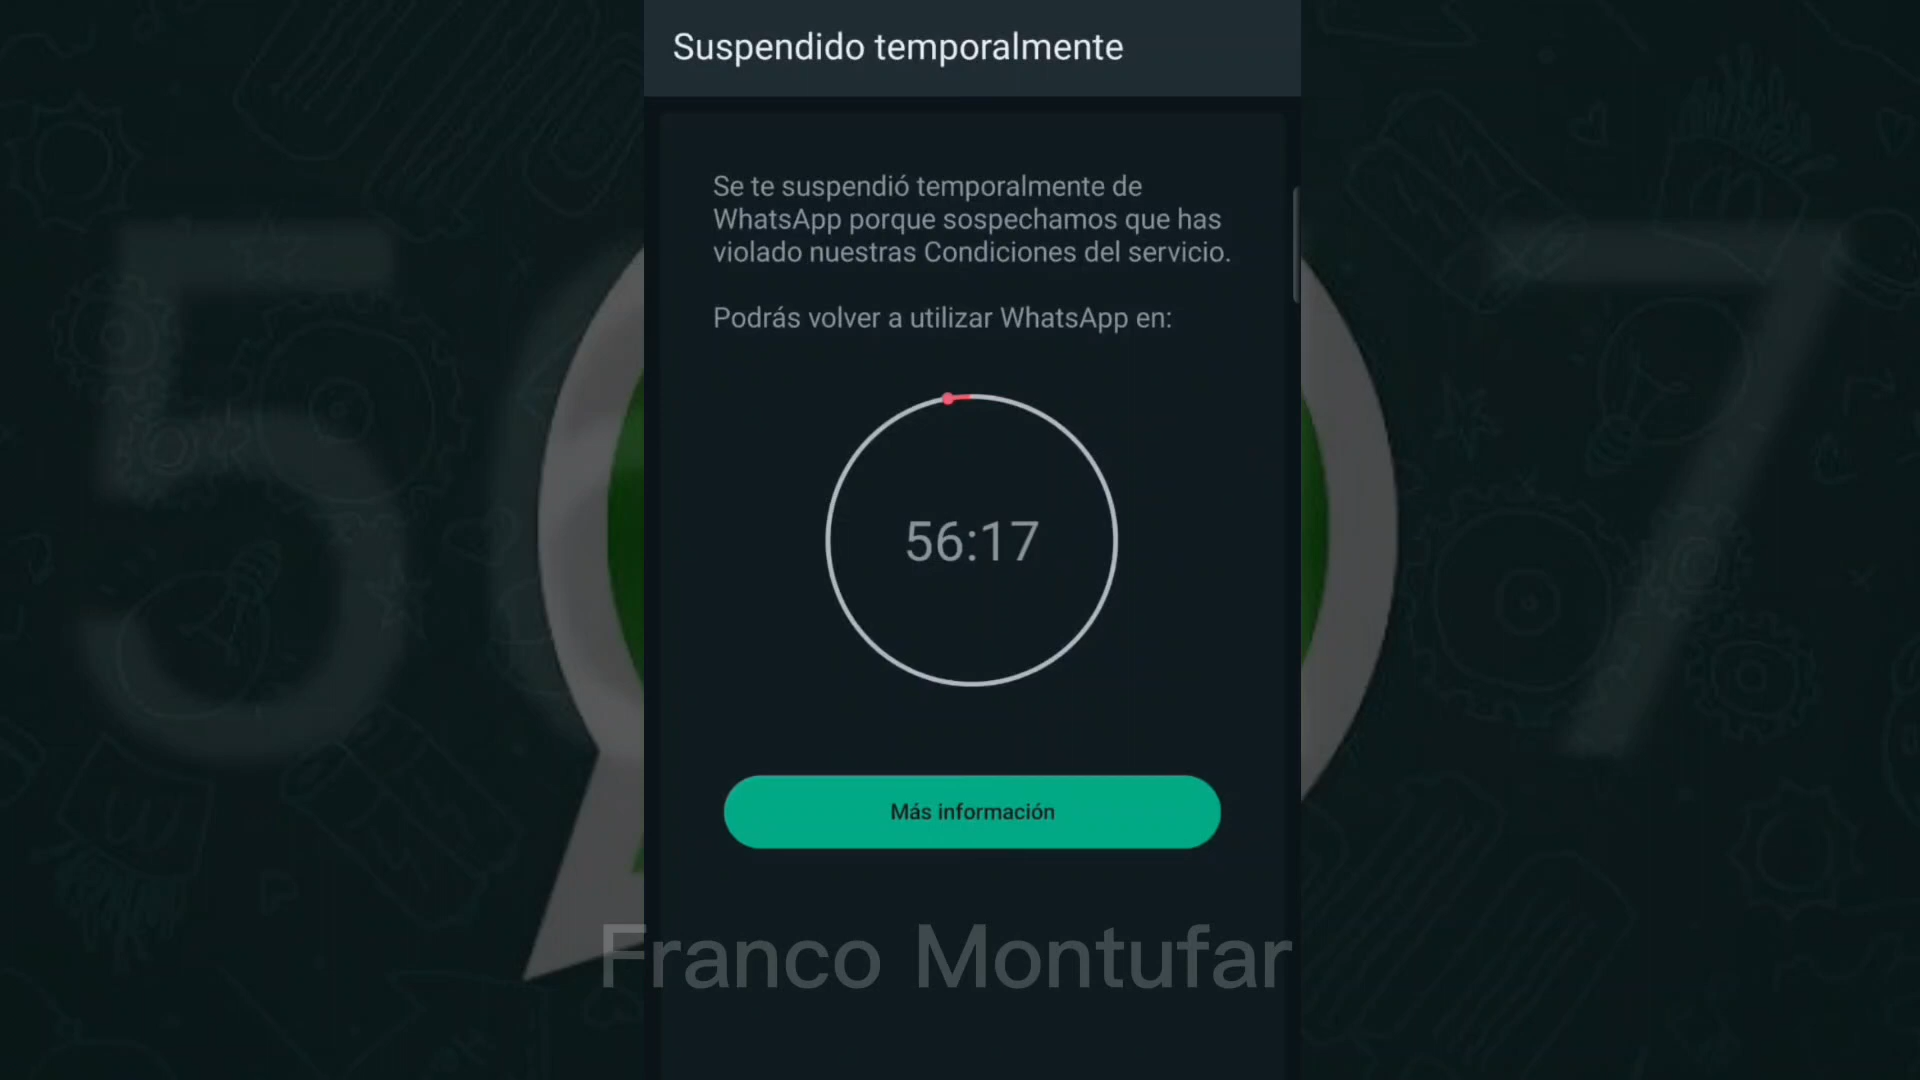 Suspendido temporalmente
Se te suspendió temporalmente de
WhatsApp porque sospechamos que has
violado nuestras Condiciones del servicio.
Podrás volver a utilizar WhatsApp en:
56:17
Más información
Franco Montufar